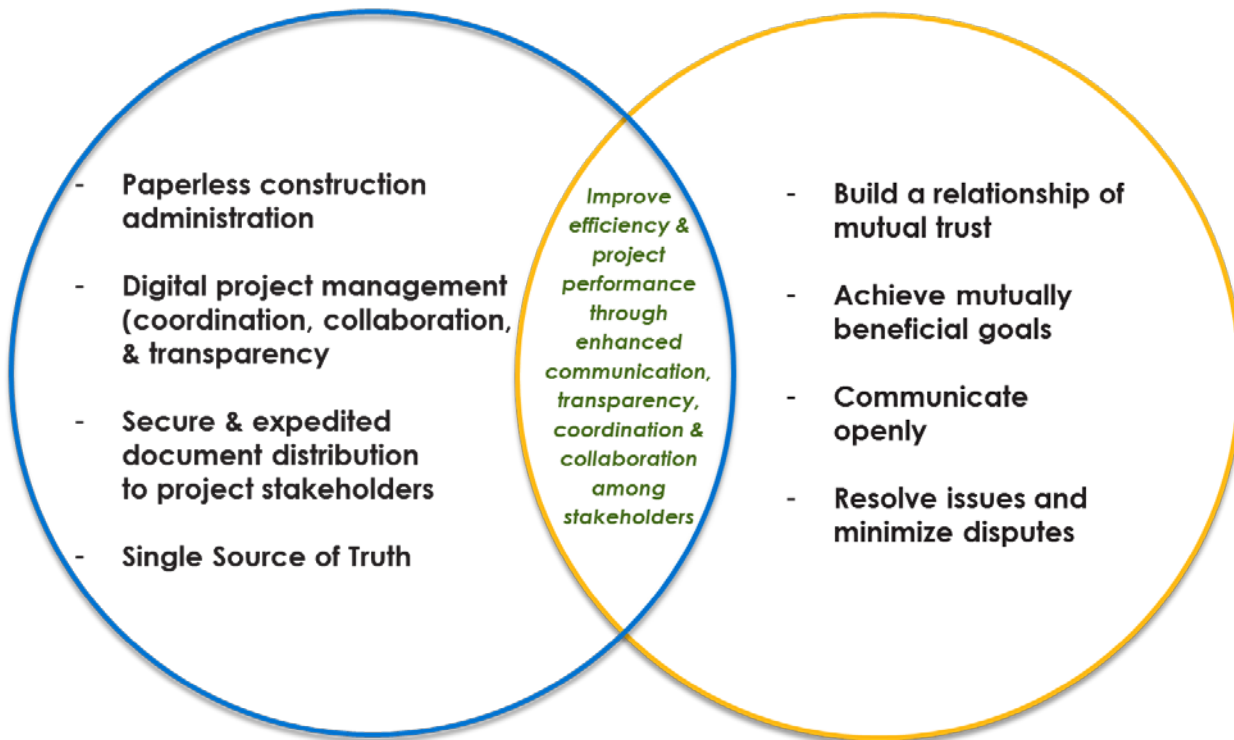 - Paperless construction
administration
- Digital project management
(coordination, collaboration,
& transparency
- Secure & expedited
document distribution
to project stakeholders
- Single Source of Truth
Improve
efficiency &
project
performance
through
enhanced
communication,
transparency,
coordination &
collaboration
among
stakeholders
- Build a relationship of
mutual trust
- Achieve mutually
beneficial goals
- Communicate
openly
- Resolve issues and
minimize disputes